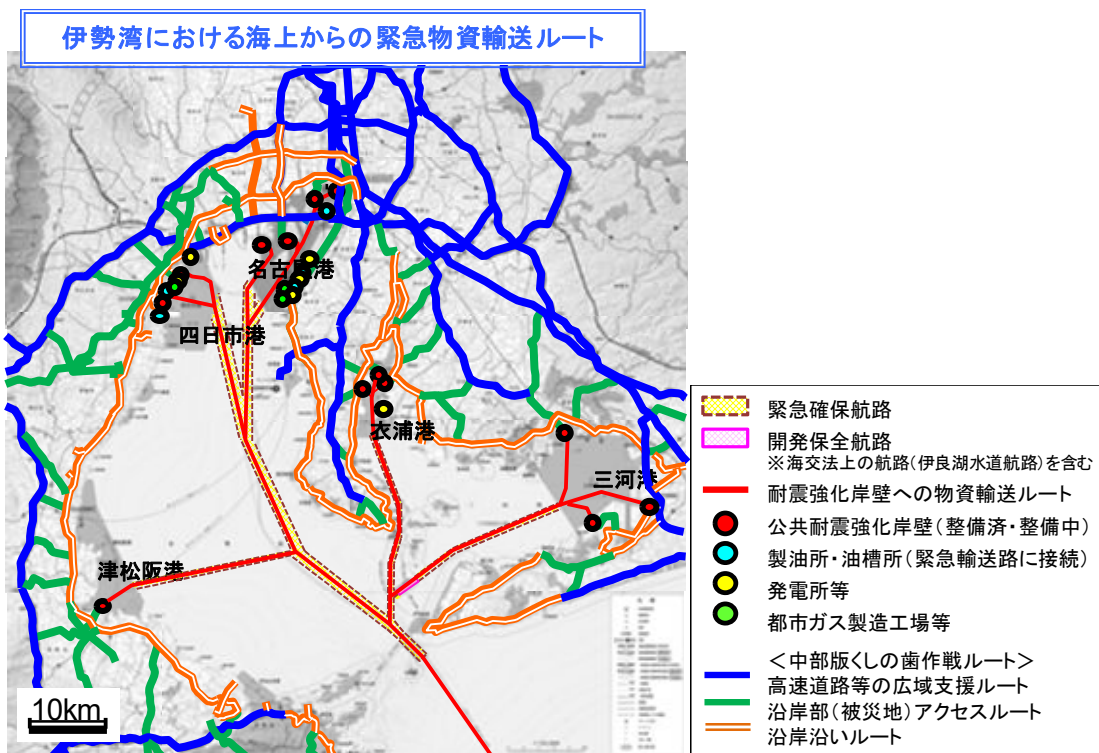 伊勢湾における海上からの緊急物資輸送ルート
名古屋港
四日市港
衣浦港
三河港
津松阪港
10km
緊急確保航路
開発保全航路
※海交法上の航路(伊良湖水道航路)を含む
耐震強化岸壁への物資輸送ルート
公共耐震強化岸壁(整備済・整備中)
製油所・油槽所(緊急輸送路に接続)
発電所等
都市ガス製造工場等
<中部版くしの歯作戦ルート>
高速道路等の広域支援ルート
沿岸部(被災地)アクセスルート
沿岸沿いルート